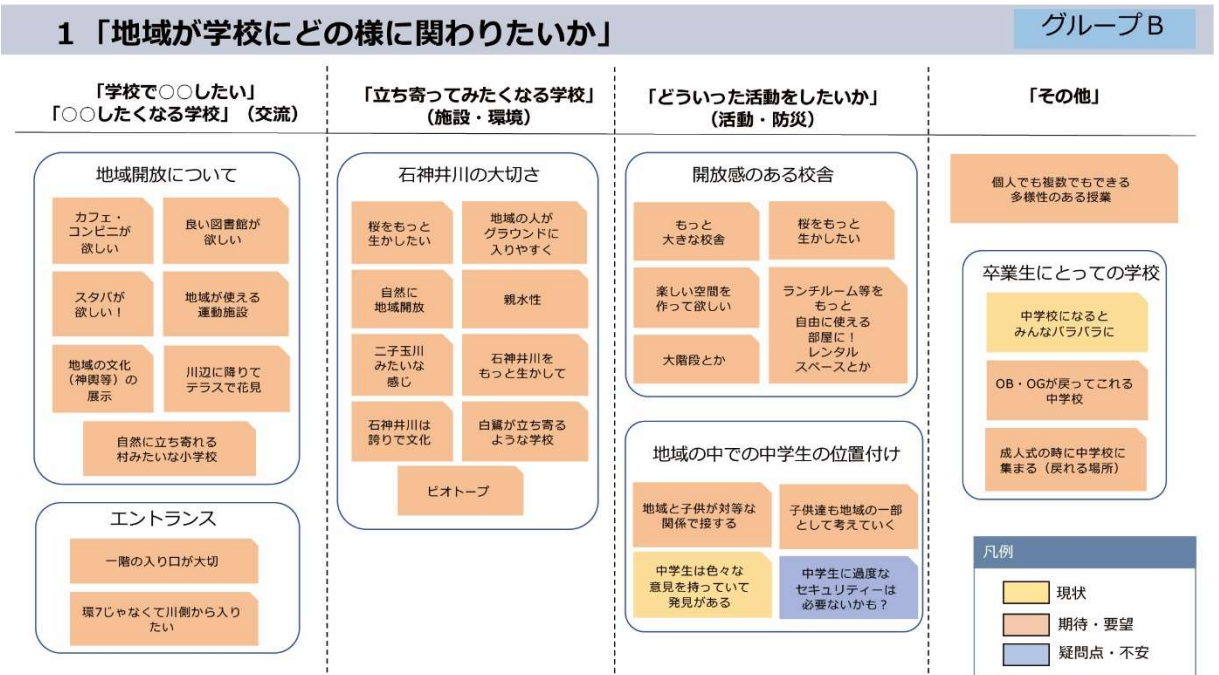 1「地域が学校にどの様に関わりたいか」
グループB
「学校で○○したい」
「○○したくなる学校」(交流)
地域開放について
カフェ・
コンビニが
欲しい
良い図書館が
欲しい
スタバが
欲しい!
地域が使える
運動施設
地域の文化
(神輿等)の
展示
川辺に降りて
テラスで花見
自然に立ち寄れる
村みたいな小学校
エントランス
一階の入り口が大切
環7じゃなくて川側から入り
たい
「立ち寄ってみたくなる学校」
(施設・環境)
石神井川の大切さ
桜をもっと
生かしたい
地域の人が
グラウンドに
入りやすく
自然に
地域開放
親水性
二子玉川
みたいな
感じ
石神井川を
もっと生かして
石神井川は
誇りで文化
白鷺が立ち寄る
ような学校
ビオトープ
「どういった活動をしたいか」
(活動・防災)
開放感のある校舎
もっと
大きな校舎
桜をもっと
生かしたい
楽しい空間を
作って欲しい
ランチルーム等を
もっと
自由に使える
部屋に!
レンタル
スペースとか
大階段とか
地域の中での中学生の位置付け
地域と子供が対等な
関係で接する
子供達も地域の一部
として考えていく
中学生は色々な
意見を持っていて
発見がある
中学生に過度な
セキュリティーは
必要ないかも?
「その他」
個人でも複数でもできる
多様性のある授業
卒業生にとっての学校
中学校になると
みんなバラバラに
OB・OGが戻ってこれる
中学校
成人式の時に中学校に
集まる(戻れる場所)
凡例
現状
期待・要望
疑問点・不安